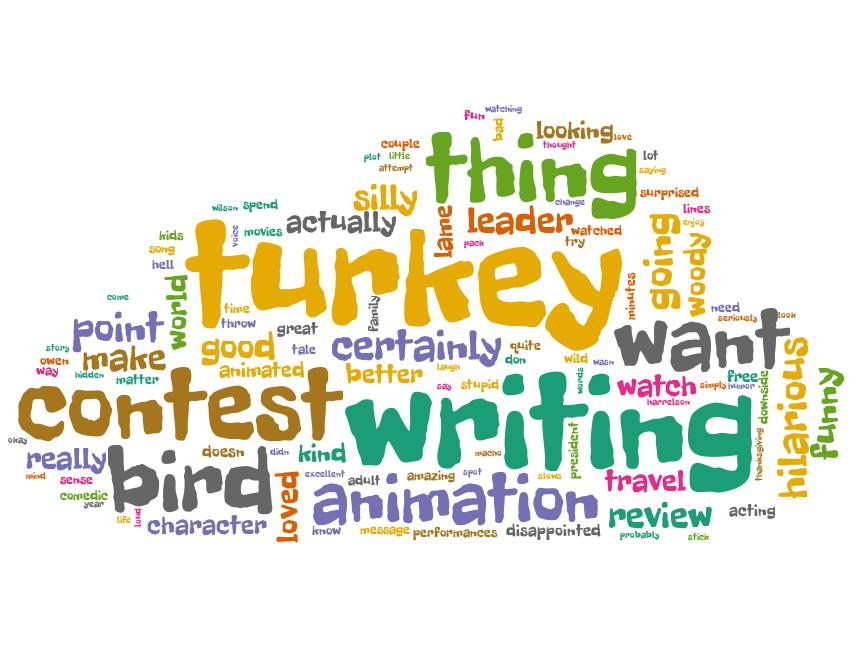 watching
fun
bad
looking
love
couple
thing
thought
plot
little
lot
attempt
saying
silly
change
surprised
wilson
spend
lame
leader
lines
voice
movies
actually
watched
enjoy
kids
pack
try
going
woody
song
hell
turkey
world
minutes
come
family
time
need
look
throw
seriously
point
great
want
story
good
tale
certainly
quite
owen
make
wild
wasn
don
way
hidden
matter
animated
better
laugh
words
watch
simply
free
humor
say
stupid
downside
hilarious
funny
contest
writing
harrelson
okay
really
bird
doesn
didn
kind
macho
president
thanksgiving
mind
sense
loved
excellent
adult
amazing
spot
slows
travel
comedic
year
animation
life
loud
character
know
message
performances
disappointed
review
acting
probably
stick